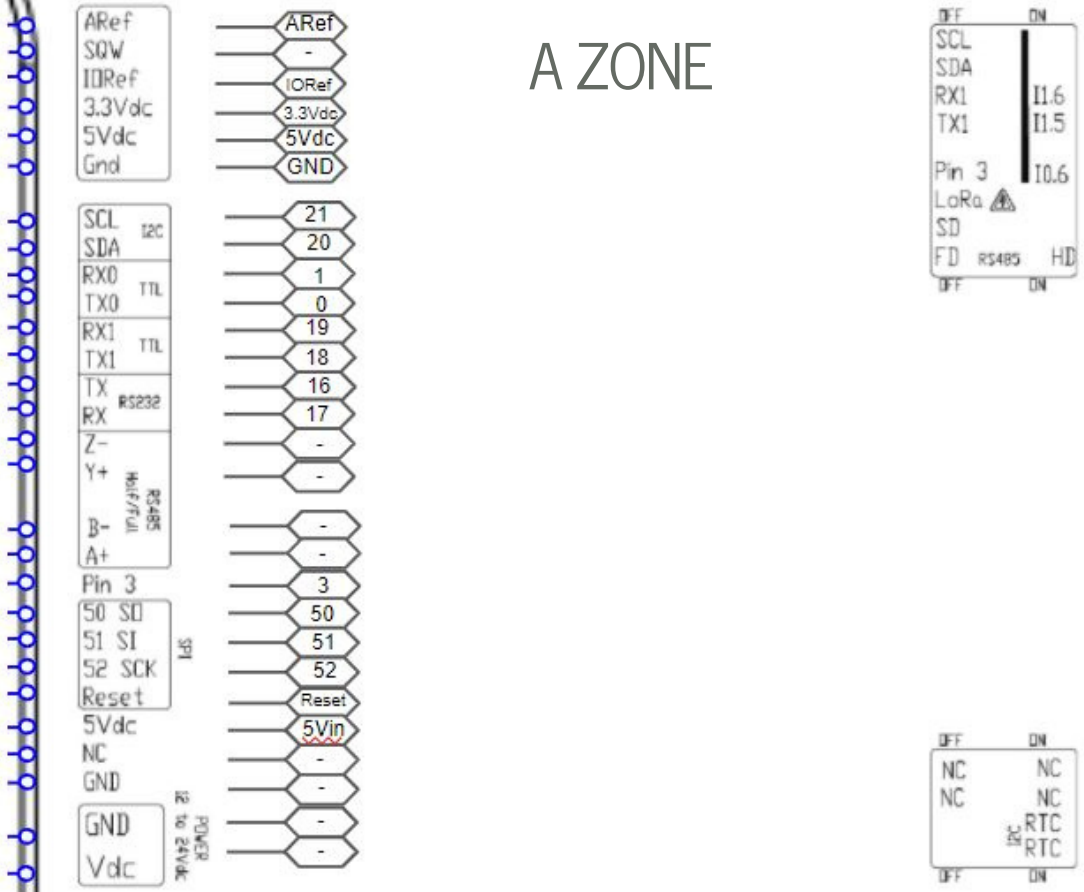 A ZONE
ARef ARef
SQW -
IORef IORef
3.3Vdc 3.3Vdc
5Vdc 5Vdc
Gnd GND
SCL I2C 21
SDA 20
RX0 TTL 1
TX0 0
RX1 TTL 19
TX1 18
TX RS232 16
RX 17
Z- -
Y+ -
RS485
Half/Full
B- -
A+ -
Pin 3 3
50 SO 50
51 SI 51
SPI
52 SCK 52
Reset Reset
5Vdc 5Vin
NC -
GND -
GND -
Vdc -
POWER
12 to 24Vdc
OFF ON
SCL
SDA
RX1 I1.6
TX1 I1.5
Pin 3 I0.6
LoRa
SD
FD RS485 HD
OFF ON
OFF ON
NC NC
NC NC
I2C RTC
RTC
OFF ON